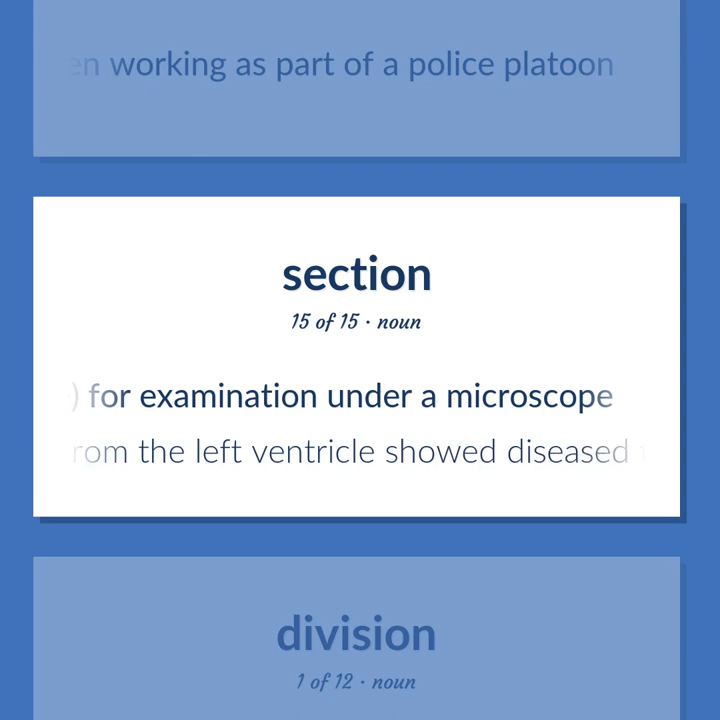 working as part of a police platoon
section
15 of 15 · noun
) for examination under a microscope
the left ventricle showed diseased
division
1 of 12 · noun